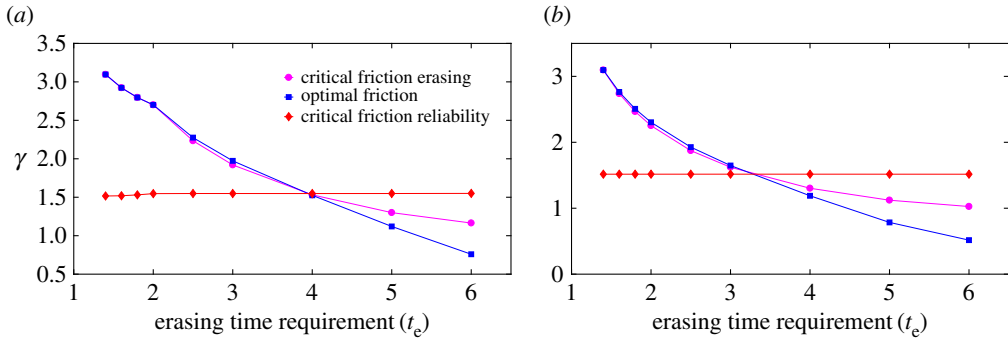 (a)
3.5
3.0
2.5
2.0
1.5
1.0
0.5
γ
critical friction erasing
optimal friction
critical friction reliability
1 2 3 4 5 6
erasing time requirement (te)
(b)
3
2
1
0
1 2 3 4 5 6
erasing time requirement (te)